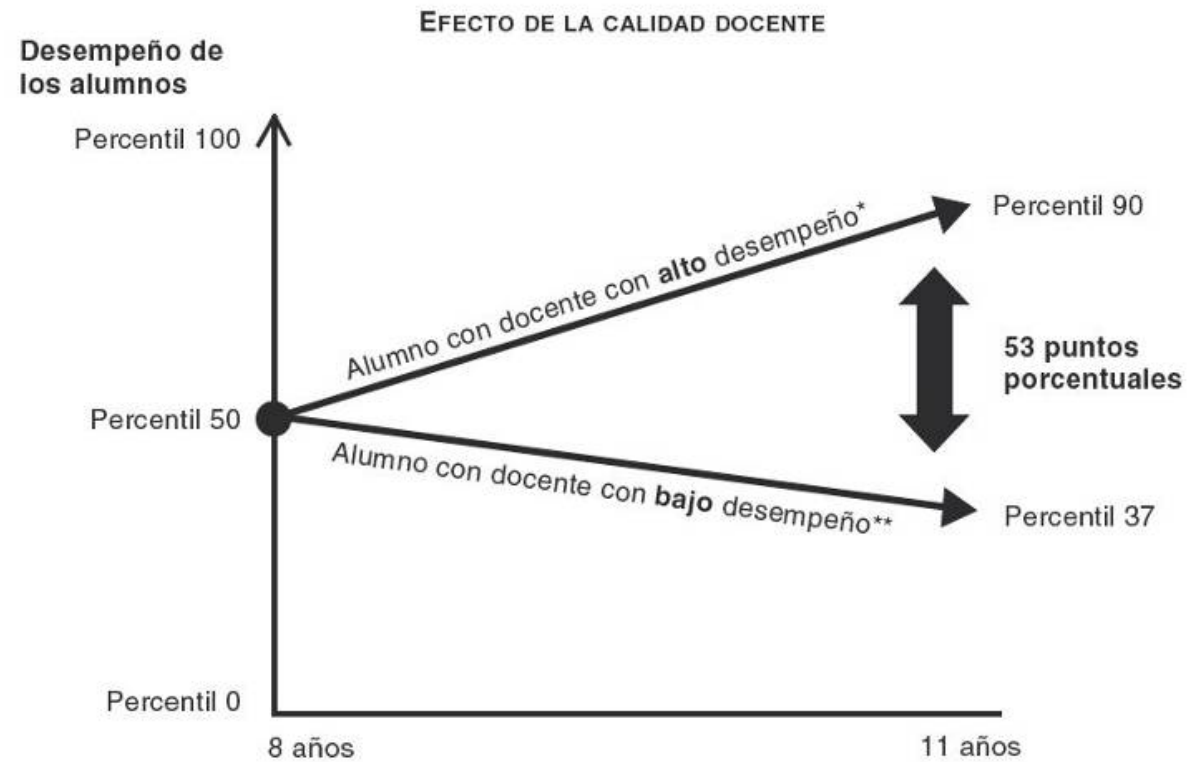 EFECTO DE LA CALIDAD DOCENTE
Desempeño de
los alumnos
Percentil 100
Alumno con docente con alto desempeño*
Percentil 90
53 puntos
porcentuales
Percentil 50
Alumno con docente con bajo desempeño**
Percentil 37
Percentil 0
8 años
11 años